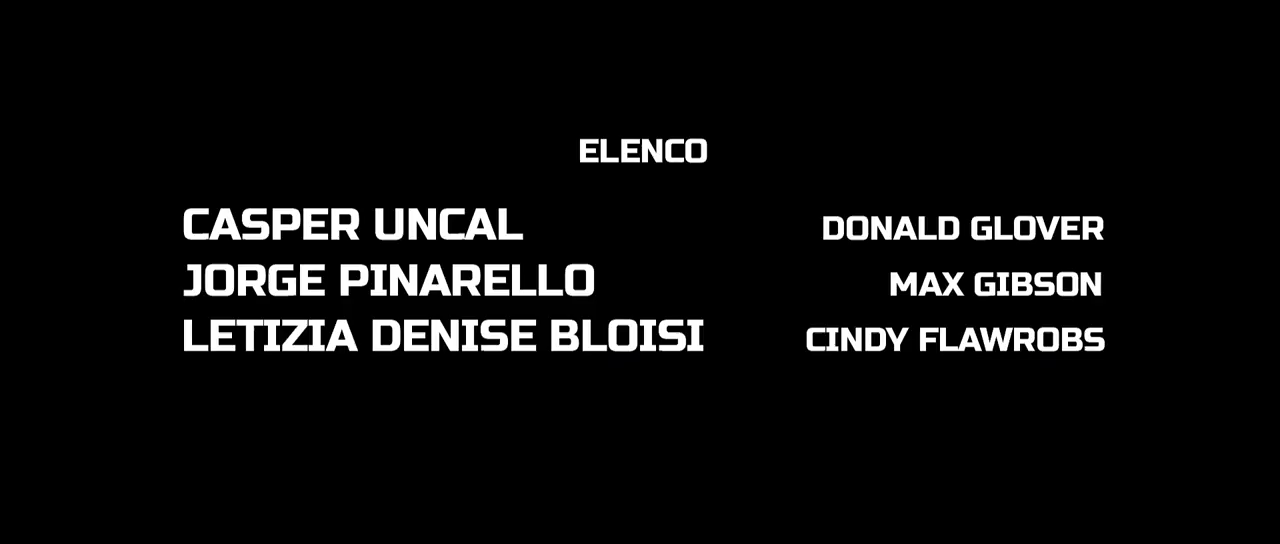 ELENCO
CASPER UNCAL DONALD GLOVER
JORGE PINARELLO MAX GIBSON
LETIZIA DENISE BLOISI CINDY FLAWROBS